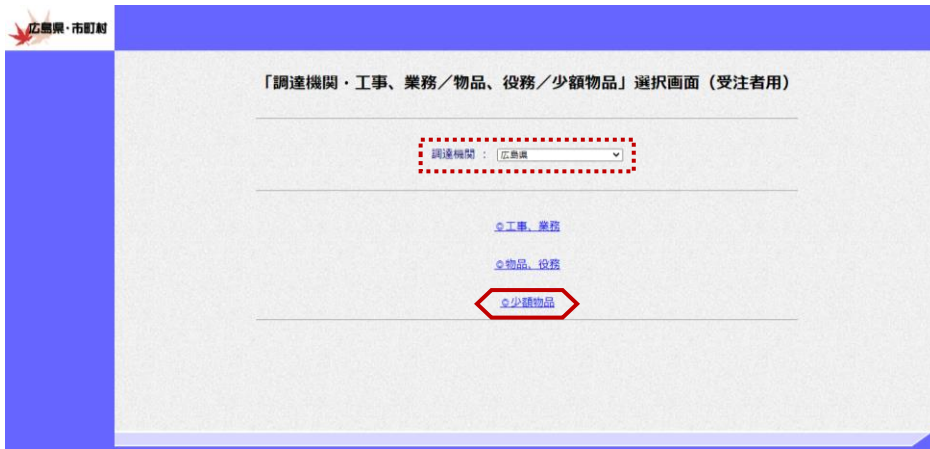 広島県・市町村
「調達機関・工事、業務／物品、役務／少額物品」選択画面（受注者用）
調達機関 : 広島県
◎工事、業務
◎物品、役務
◎少額物品